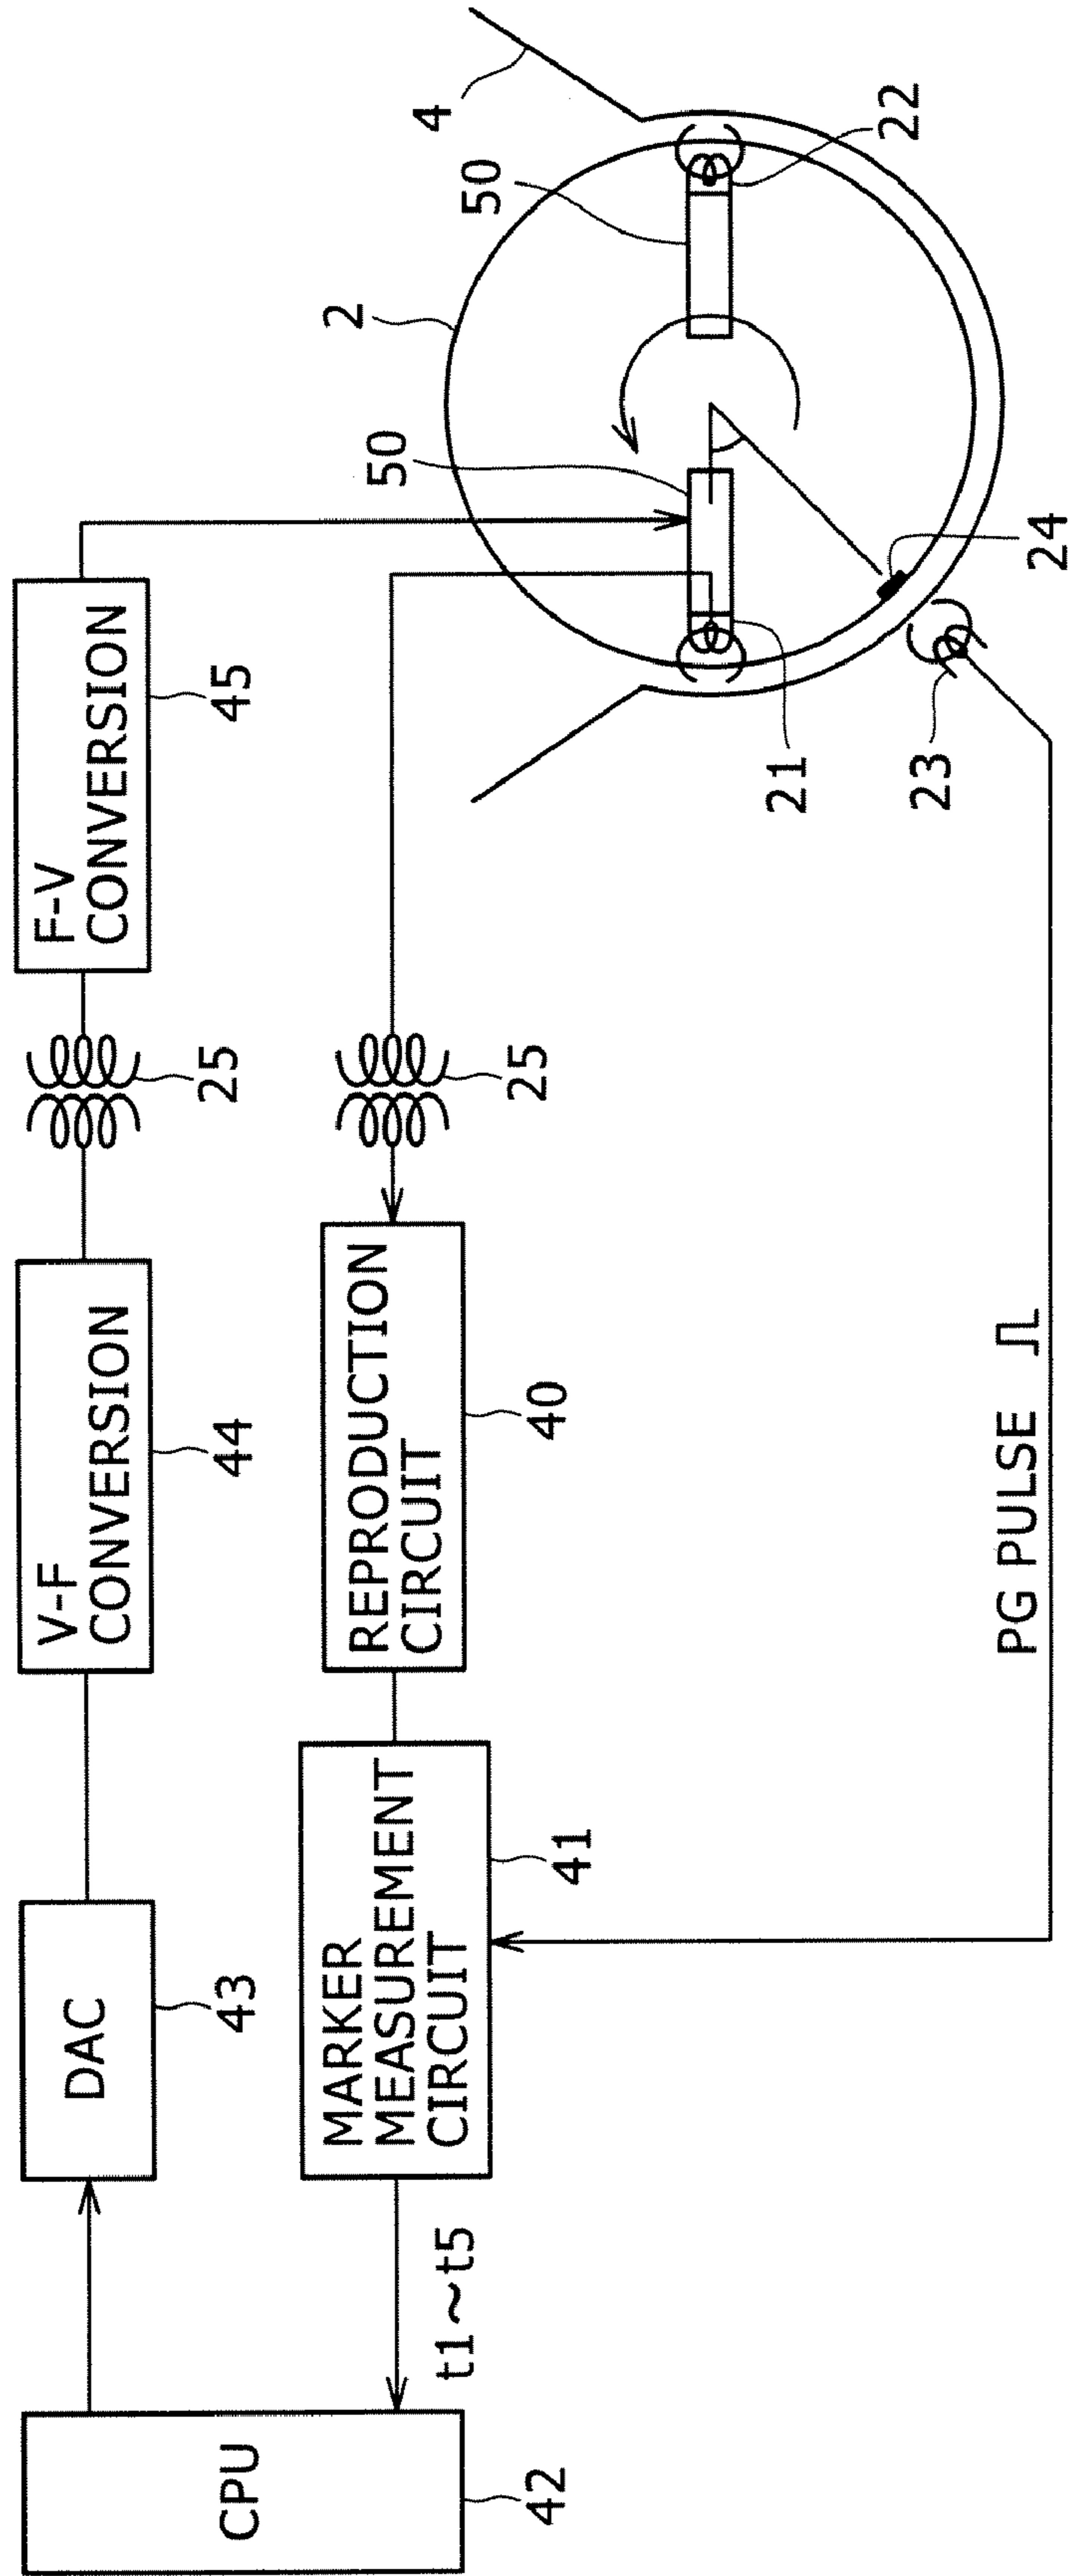 CPU
42
DAC
43
V-F
CONVERSION
44
25
F-V
CONVERSION
45
t1~t5
MARKER
MEASUREMENT
CIRCUIT
41
REPRODUCTION
CIRCUIT
40
25
PG PULSE
50
2
50
4
21
22
23
24